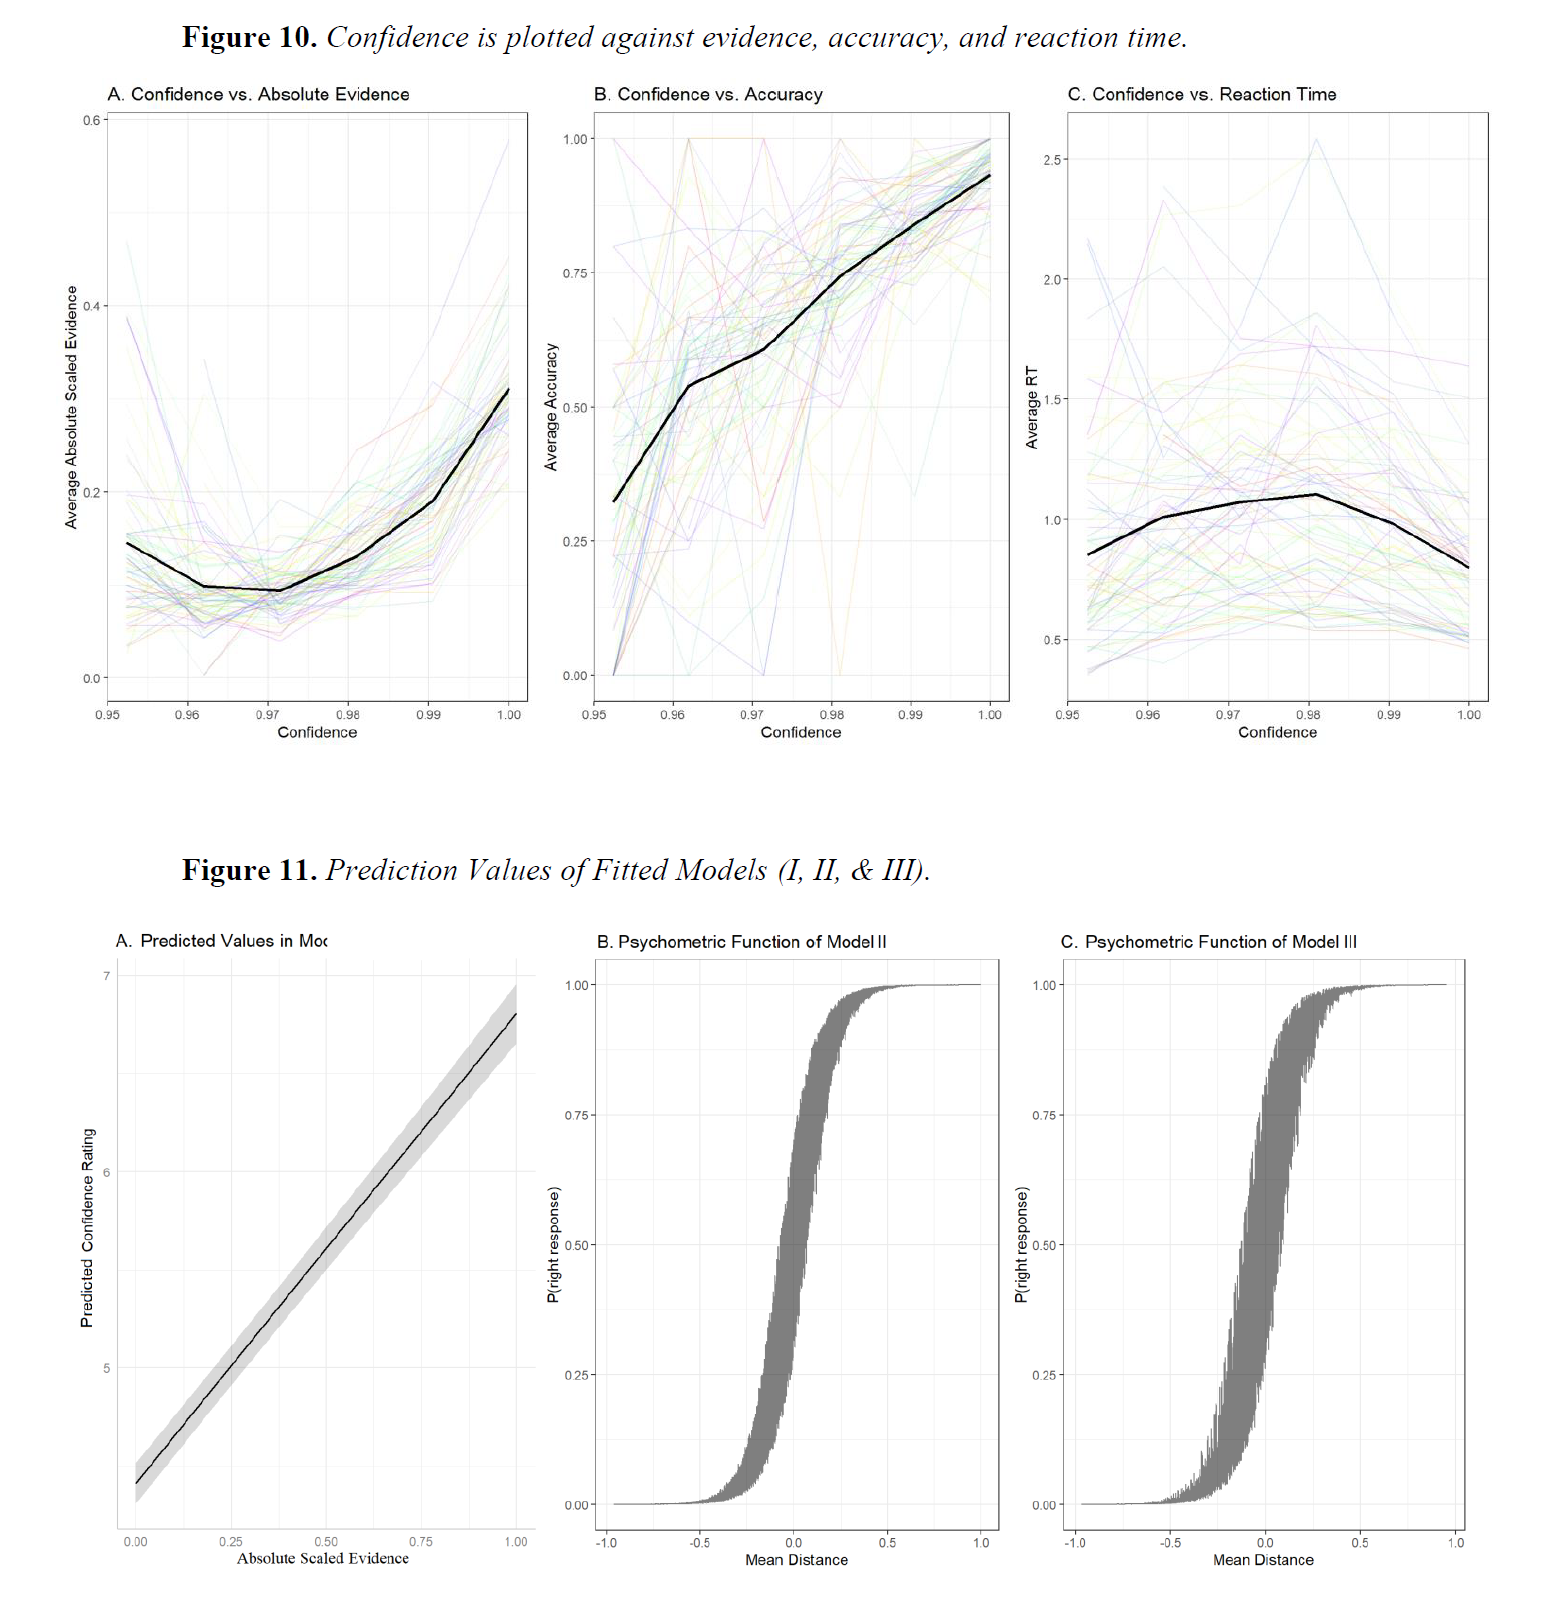 Figure 10. Confidence is plotted against evidence, accuracy, and reaction time.
A. Confidence vs. Absolute Evidence
B. Confidence vs. Accuracy
C. Confidence vs. Reaction Time
Average Absolute Scaled Evidence
0.6
0.4
0.2
0.0
0.95 0.96 0.97 0.98 0.99 1.00
Confidence
Average Accuracy
1.00
0.75
0.50
0.25
0.00
0.95 0.96 0.97 0.98 0.99 1.00
Confidence
Average RT
2.5
2.0
1.5
1.0
0.5
0.95 0.96 0.97 0.98 0.99 1.00
Confidence
Figure 11. Prediction Values of Fitted Models (I, II, & III).
A. Predicted Values in Moc
B. Psychometric Function of Model II
C. Psychometric Function of Model III
Predicted Confidence Rating
7
6
5
0.00 0.25 0.50 0.75 1.00
Absolute Scaled Evidence
P(right response)
1.00
0.75
0.50
0.25
0.00
-1.0 -0.5 0.0 0.5 1.0
Mean Distance
P(right response)
1.00
0.75
0.50
0.25
0.00
-1.0 -0.5 0.0 0.5 1.0
Mean Distance